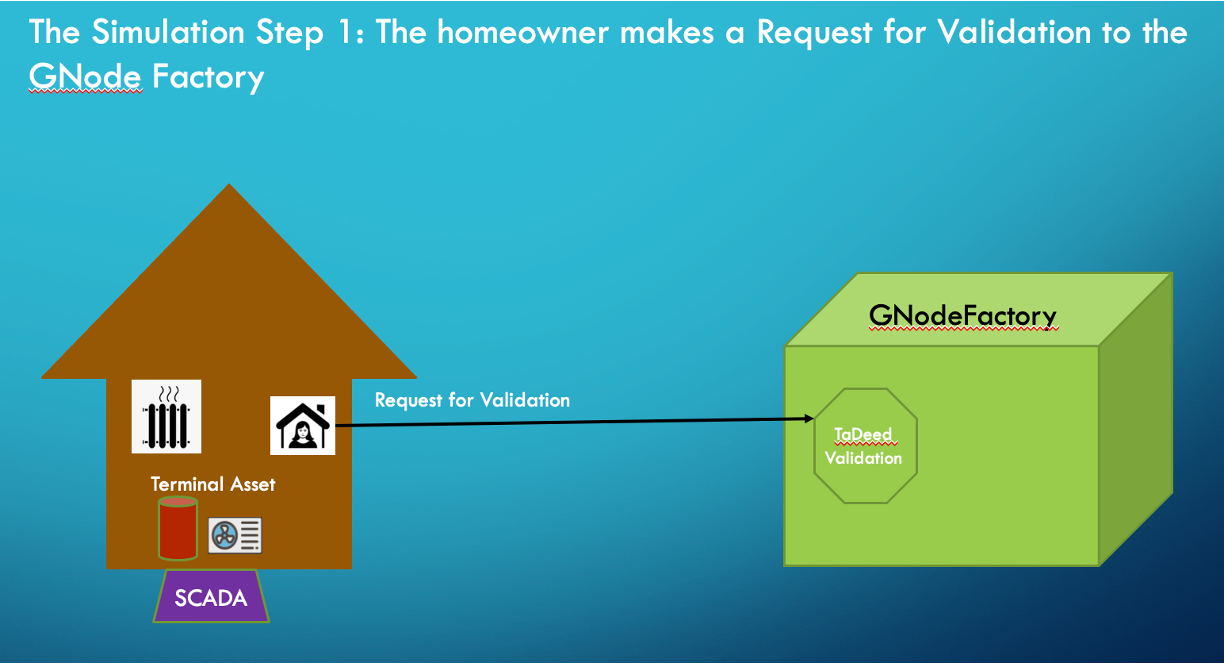 The Simulation Step 1: The homeowner makes a Request for Validation to the
GNode Factory
GNodeFactory
Request for Validation
TaDeed
Validation
Terminal Asset
SCADA